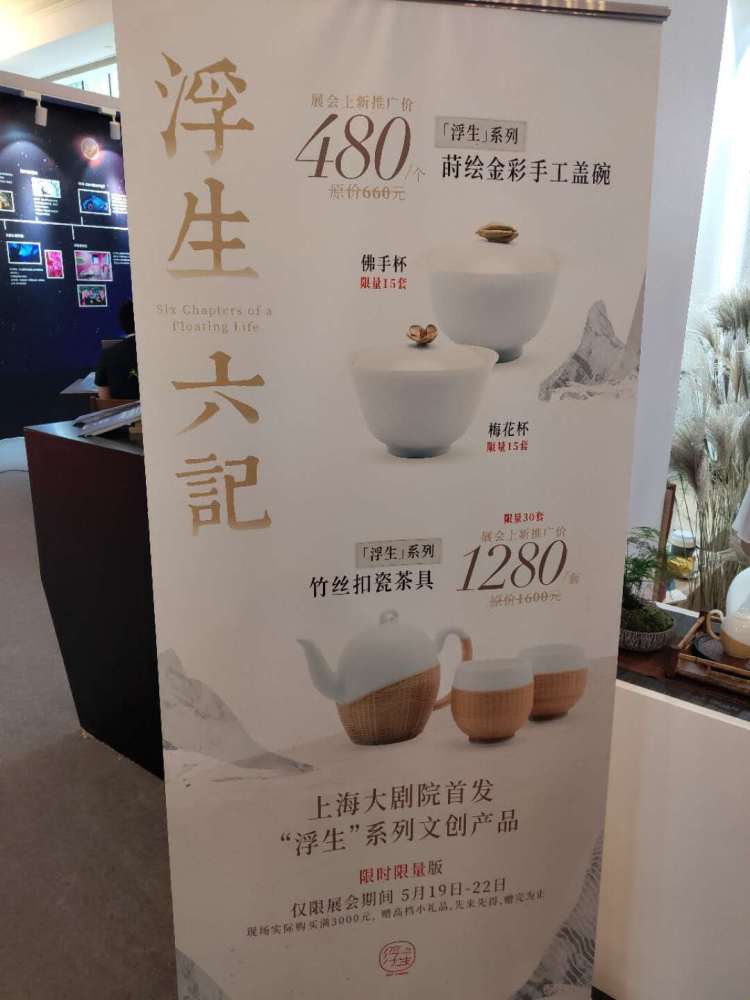 浮生六記
Six Chapters of a
Floating Life
展会上新推广价
480/个
原价660元
「浮生」系列
莳绘金彩手工盖碗
佛手杯
限量15套
梅花杯
限量15套
「浮生」系列
竹丝扣瓷茶具
限量30套
展会上新推广价
1280/套
原价1600元
上海大剧院首发
“浮生”系列文创产品
限时限量版
仅限展会期间 5月19日-22日
现场实际购买满3000元，赠高档小礼品，先来先得，赠完为止
浮生